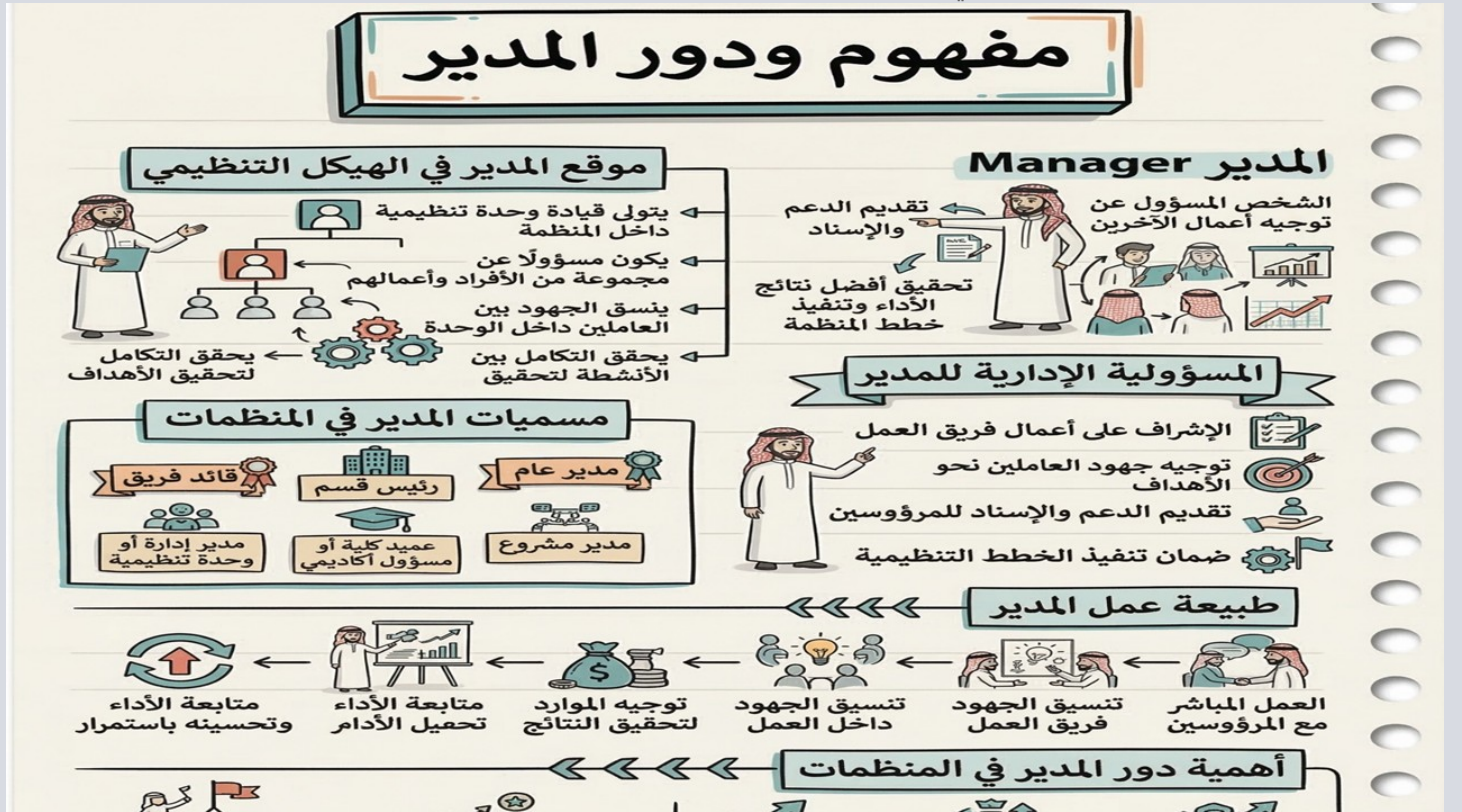 مفهوم ودور المدير
المدير Manager
الشخص المسؤول عن
توجيه أعمال الآخرين
تقديم الدعم
والإسناد
تحقيق أفضل نتائج
الأداء وتنفيذ
خطط المنظمة
موقع المدير في الهيكل التنظيمي
يتولى قيادة وحدة تنظيمية
داخل المنظمة
يكون مسؤولًا عن
مجموعة من الأفراد وأعمالهم
ينسق الجهود بين
العاملين داخل الوحدة
يحقق التكامل بين
الأنشطة لتحقيق
يحقق التكامل
لتحقيق الأهداف
المسؤولية الإدارية للمدير
الإشراف على أعمال فريق العمل
توجيه جهود العاملين نحو
الأهداف
تقديم الدعم والإسناد للمرؤوسين
ضمان تنفيذ الخطط التنظيمية
مسميات المدير في المنظمات
مدير عام
رئيس قسم
قائد فريق
مدير مشروع
عميد كلية أو
مسؤول أكاديمي
مدير إدارة أو
وحدة تنظيمية
طبيعة عمل المدير
العمل المباشر
مع المرؤوسين
تنسيق الجهود
فريق العمل
تنسيق الجهود
داخل العمل
توجيه الموارد
لتحقيق النتائج
$
متابعة الأداء
تحفيل الأدام
متابعة الأداء
وتحسينه باستمرار
أهمية دور المدير في المنظمات